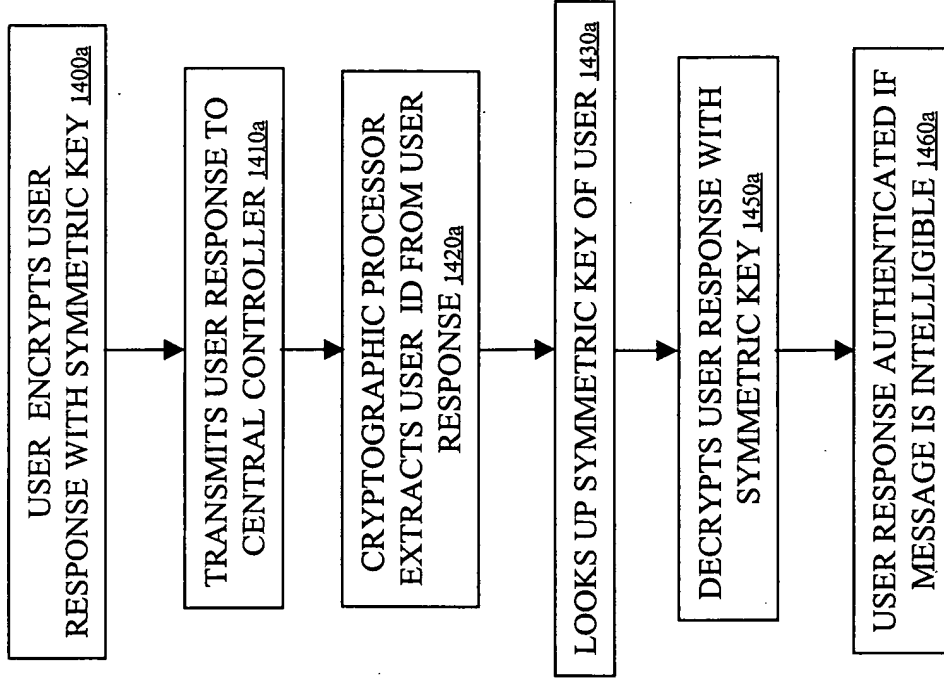 USER ENCRYPTS USER
RESPONSE WITH SYMMETRIC KEY 1400a
TRANSMITS USER RESPONSE TO
CENTRAL CONTROLLER 1410a
CRYPTOGRAPHIC PROCESSOR
EXTRACTS USER ID FROM USER
RESPONSE 1420a
LOOKS UP SYMMETRIC KEY OF USER 1430a
DECRYPTS USER RESPONSE WITH
SYMMETRIC KEY 1450a
USER RESPONSE AUTHENTICATED IF
MESSAGE IS INTELLIGIBLE 1460a